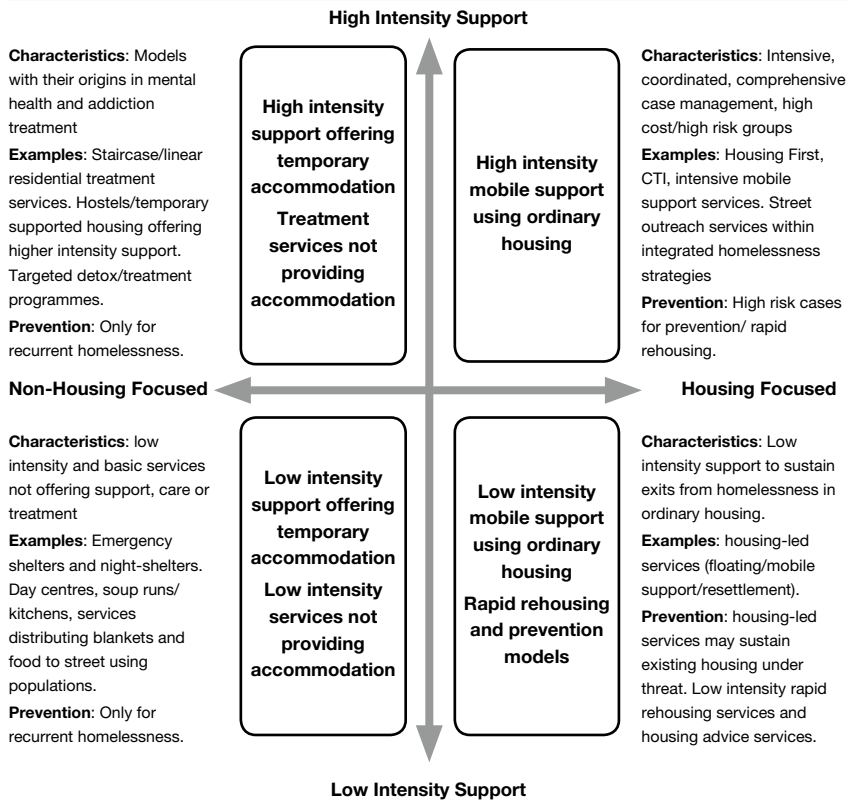 High Intensity Support
Characteristics: Models
with their origins in mental
health and addiction
treatment
Examples: Staircase/linear
residential treatment
services. Hostels/temporary
supported housing offering
higher intensity support.
Targeted detox/treatment
programmes.
Prevention: Only for
recurrent homelessness.
High intensity
support offering
temporary
accommodation
Treatment
services not
providing
accommodation
High intensity
mobile support
using ordinary
housing
Characteristics: Intensive,
coordinated, comprehensive
case management, high
cost/high risk groups
Examples: Housing First,
CTI, intensive mobile
support services. Street
outreach services within
integrated homelessness
strategies
Prevention: High risk cases
for prevention/ rapid
rehousing.
Non-Housing Focused
Housing Focused
Characteristics: low
intensity and basic services
not offering support, care or
treatment
Examples: Emergency
shelters and night-shelters.
Day centres, soup runs/
kitchens, services
distributing blankets and
food to street using
populations.
Prevention: Only for
recurrent homelessness.
Low intensity
support offering
temporary
accommodation
Low intensity
services not
providing
accommodation
Low intensity
mobile support
using ordinary
housing
Rapid rehousing
and prevention
models
Characteristics: Low
intensity support to sustain
exits from homelessness in
ordinary housing.
Examples: housing-led
services (floating/mobile
support/resettlement).
Prevention: housing-led
services may sustain
existing housing under
threat. Low intensity rapid
rehousing services and
housing advice services.
Low Intensity Support